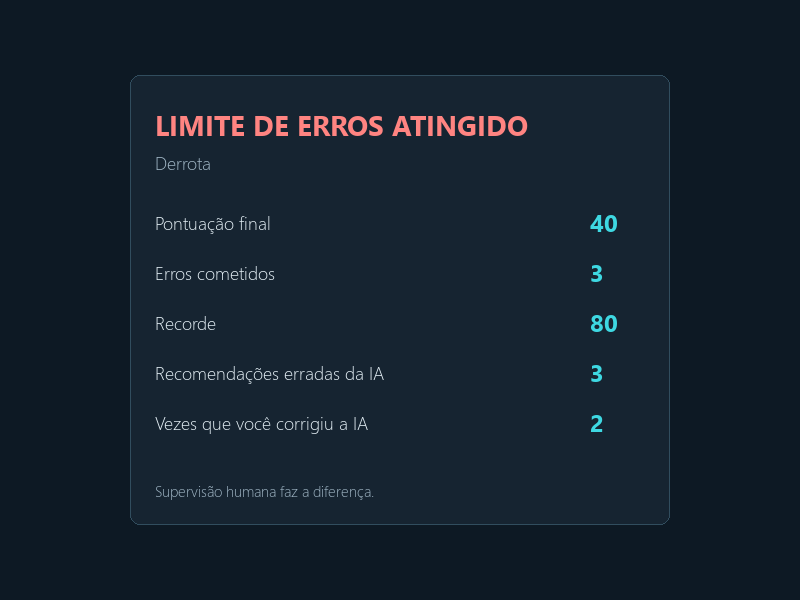 LIMITE DE ERROS ATINGIDO
Derrota
Pontuação final 40
Erros cometidos 3
Recorde 80
Recomendações erradas da IA 3
Vezes que você corrigiu a IA 2
Supervisão humana faz a diferença.